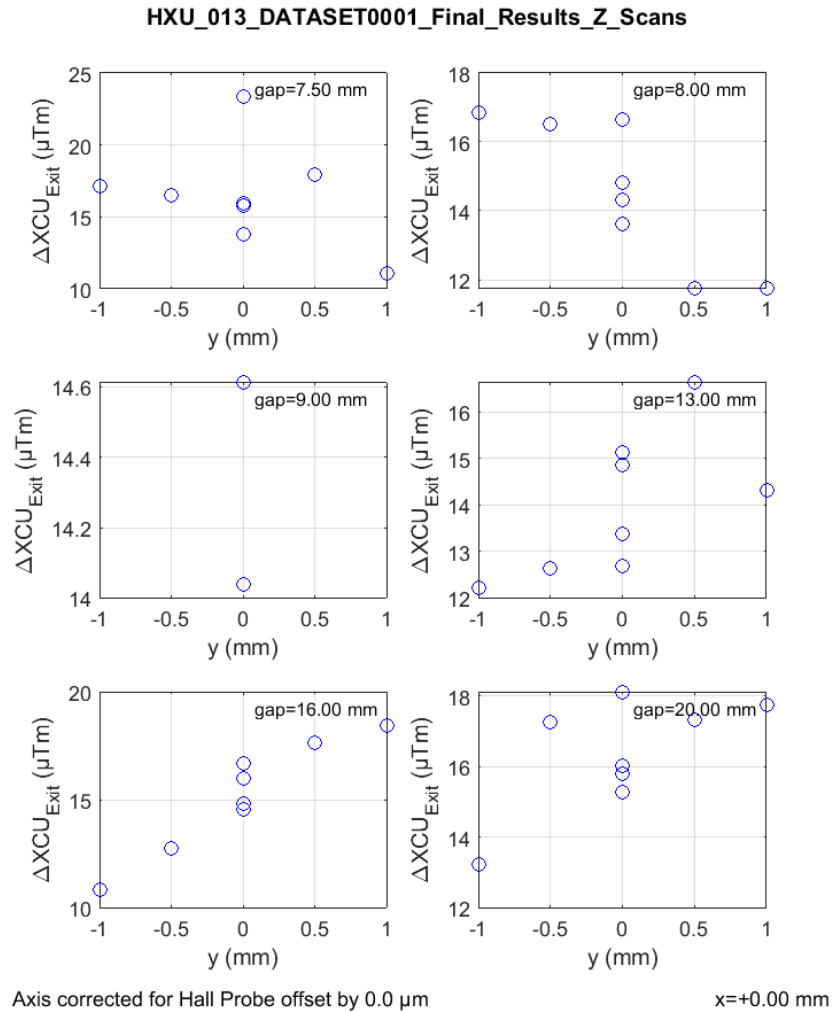 HXU_013_DATASET0001_Final_Results_Z_Scans
gap=7.50 mm
25
20
15
10
ΔXCU_Exit (µTm)
-1 -0.5 0 0.5 1
y (mm)
gap=8.00 mm
18
16
14
12
ΔXCU_Exit (µTm)
-1 -0.5 0 0.5 1
y (mm)
gap=9.00 mm
14.6
14.4
14.2
14
ΔXCU_Exit (µTm)
-1 -0.5 0 0.5 1
y (mm)
gap=13.00 mm
16
15
14
13
12
ΔXCU_Exit (µTm)
-1 -0.5 0 0.5 1
y (mm)
gap=16.00 mm
20
15
10
ΔXCU_Exit (µTm)
-1 -0.5 0 0.5 1
y (mm)
gap=20.00 mm
18
16
14
12
ΔXCU_Exit (µTm)
-1 -0.5 0 0.5 1
y (mm)
Axis corrected for Hall Probe offset by 0.0 µm
x=+0.00 mm